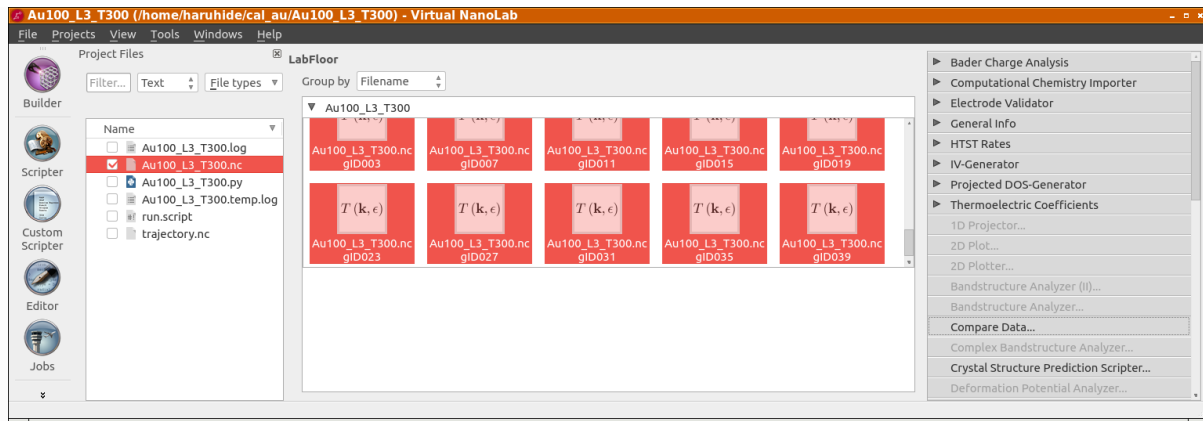 Au100_L3_T300 (/home/haruhide/cal_au/Au100_L3_T300) - Virtual NanoLab
File Projects View Tools Windows Help
Builder
Scripter
Custom
Scripter
Editor
Jobs
Project Files
Filter... Text File types
Name
Au100_L3_T300.log
Au100_L3_T300.nc
Au100_L3_T300.py
Au100_L3_T300.temp.log
run.script
trajectory.nc
LabFloor
Group by Filename
Au100_L3_T300
Au100_L3_T300.nc Au100_L3_T300.nc Au100_L3_T300.nc Au100_L3_T300.nc Au100_L3_T300.nc
gID003 gID007 gID011 gID015 gID019
T (k, ϵ) T (k, ϵ) T (k, ϵ) T (k, ϵ) T (k, ϵ)
Au100_L3_T300.nc Au100_L3_T300.nc Au100_L3_T300.nc Au100_L3_T300.nc Au100_L3_T300.nc
gID023 gID027 gID031 gID035 gID039
Bader Charge Analysis
Computational Chemistry Importer
Electrode Validator
General Info
HTST Rates
IV-Generator
Projected DOS-Generator
Thermoelectric Coefficients
1D Projector...
2D Plot...
2D Plotter...
Bandstructure Analyzer (II)...
Bandstructure Analyzer...
Compare Data...
Complex Bandstructure Analyzer...
Crystal Structure Prediction Scripter...
Deformation Potential Analyzer...